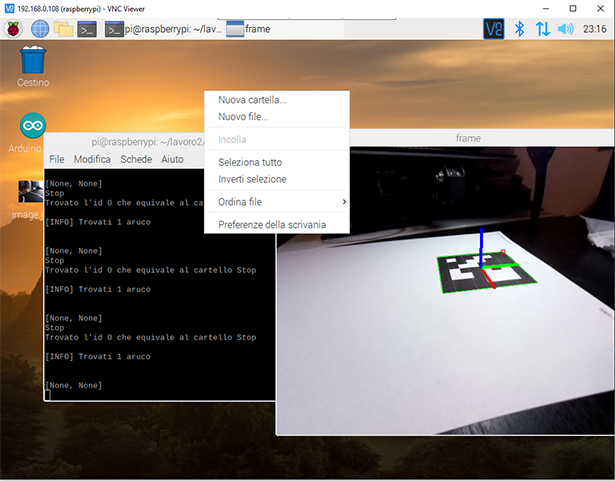 192.168.0.108 (raspberrypi) - VNC Viewer
pi@raspberrypi: ~/lavo...
frame
23:16
Cestino
Arduino
image_
Nuova cartella...
Nuovo file...
Incolla
Seleziona tutto
Inverti selezione
Ordina file
Preferenze della scrivania
pi@raspberrypi: ~/lavoro2/
File Modifica Schede Aiuto
[None, None]
Stop
Trovato l'id 0 che equivale al ca
[INFO] Trovati 1 aruco
[None, None]
Stop
Trovato l'id 0 che equivale al cartello Stop
[INFO] Trovati 1 aruco
[None, None]
Stop
Trovato l'id 0 che equivale al cartello Stop
[INFO] Trovati 1 aruco
[None, None]
frame